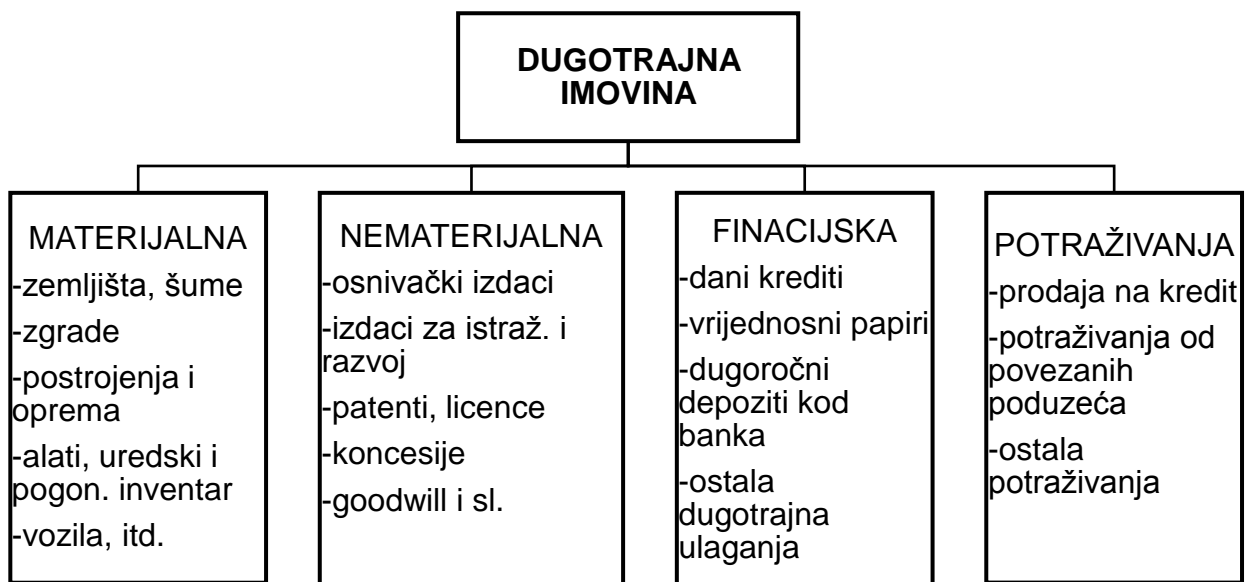 DUGOTRAJNA
IMOVINA
MATERIJALNA
-zemljišta, šume
-zgrade
-postrojenja i
oprema
-alati, uredski i
pogon. inventar
-vozila, itd.
NEMATERIJALNA
-osnivački izdaci
-izdaci za istraž. i
razvoj
-patenti, licence
-koncesije
-goodwill i sl.
FINACIJSKA
-dani krediti
-vrijednosni papiri
-dugoročni
depoziti kod
banka
-ostala
dugotrajna
ulaganja
POTRAŽIVANJA
-prodaja na kredit
-potraživanja od
povezanih
poduzeća
-ostala
potraživanja